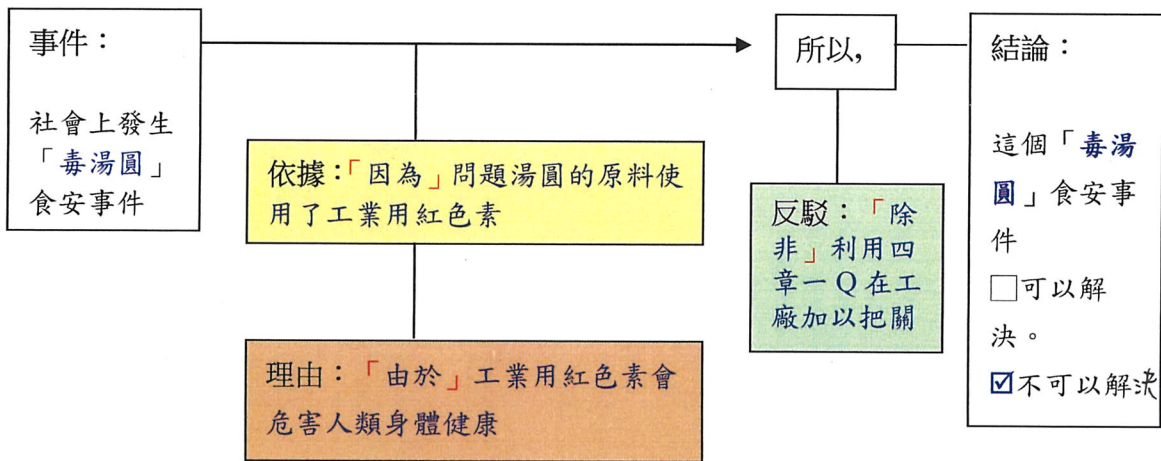 事件：
社會上發生
「毒湯圓」
食安事件
依據：「因為」問題湯圓的原料使
用了工業用紅色素
理由：「由於」工業用紅色素會
危害人類身體健康
所以,
反駁：「除
非」利用四
章一Q在工
廠加以把關
結論：
這個「毒湯
圓」食安事
件
□可以解
決。
☑不可以解決